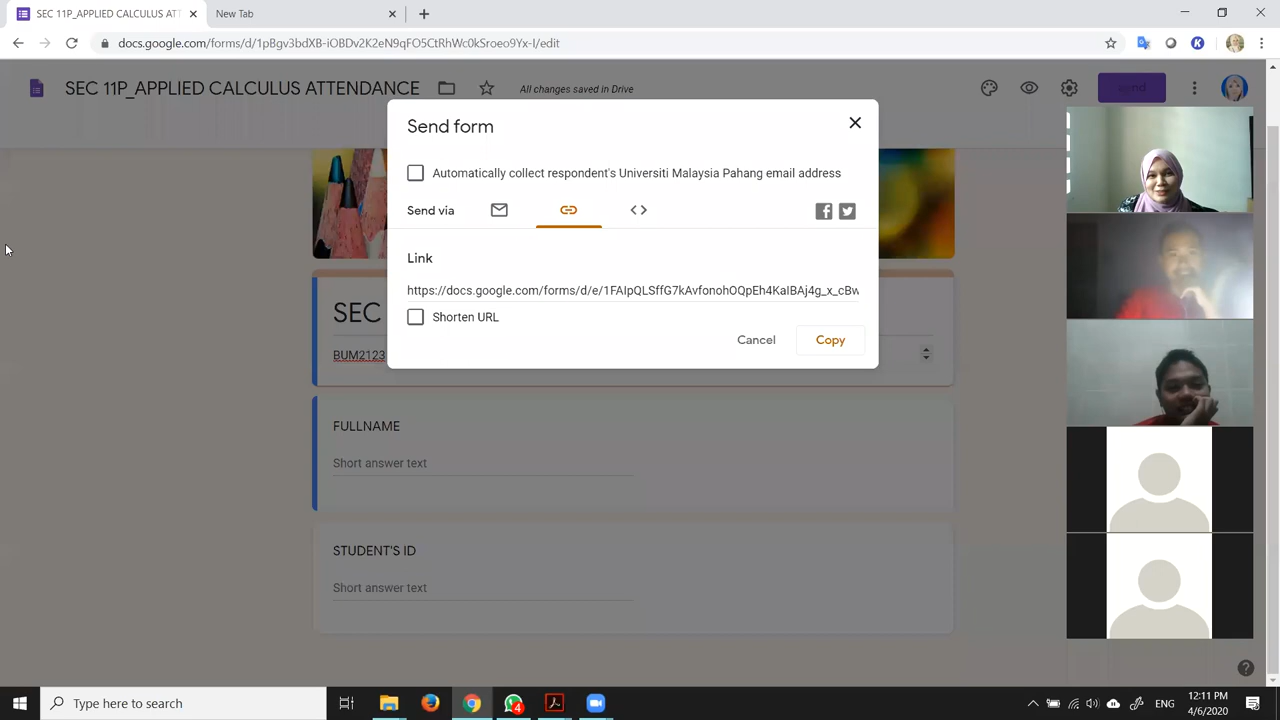 SEC 11P_APPLIED CALCULUS ATT
New Tab
docs.google.com/forms/d/1pBgv3bdXB-iOBDv2K2eN9qFO5CtRhWc0kSroeo9Yx-I/edit
SEC 11P_APPLIED CALCULUS ATTENDANCE
All changes saved in Drive
Send
Send form
Automatically collect respondent's Universiti Malaysia Pahang email address
Send via
Link
https://docs.google.com/forms/d/e/1FAIpQLSffG7kAvfonohOQpEh4KaIBAj4g_x_cBw
Shorten URL
Cancel
Copy
SEC
BUM2123
FULLNAME
Short answer text
STUDENT'S ID
Short answer text
Type here to search
4
ENG
12:11 PM
4/6/2020